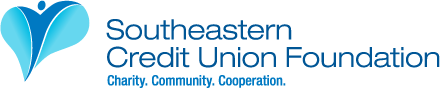 Southeastern
Credit Union Foundation
Charity. Community. Cooperation.